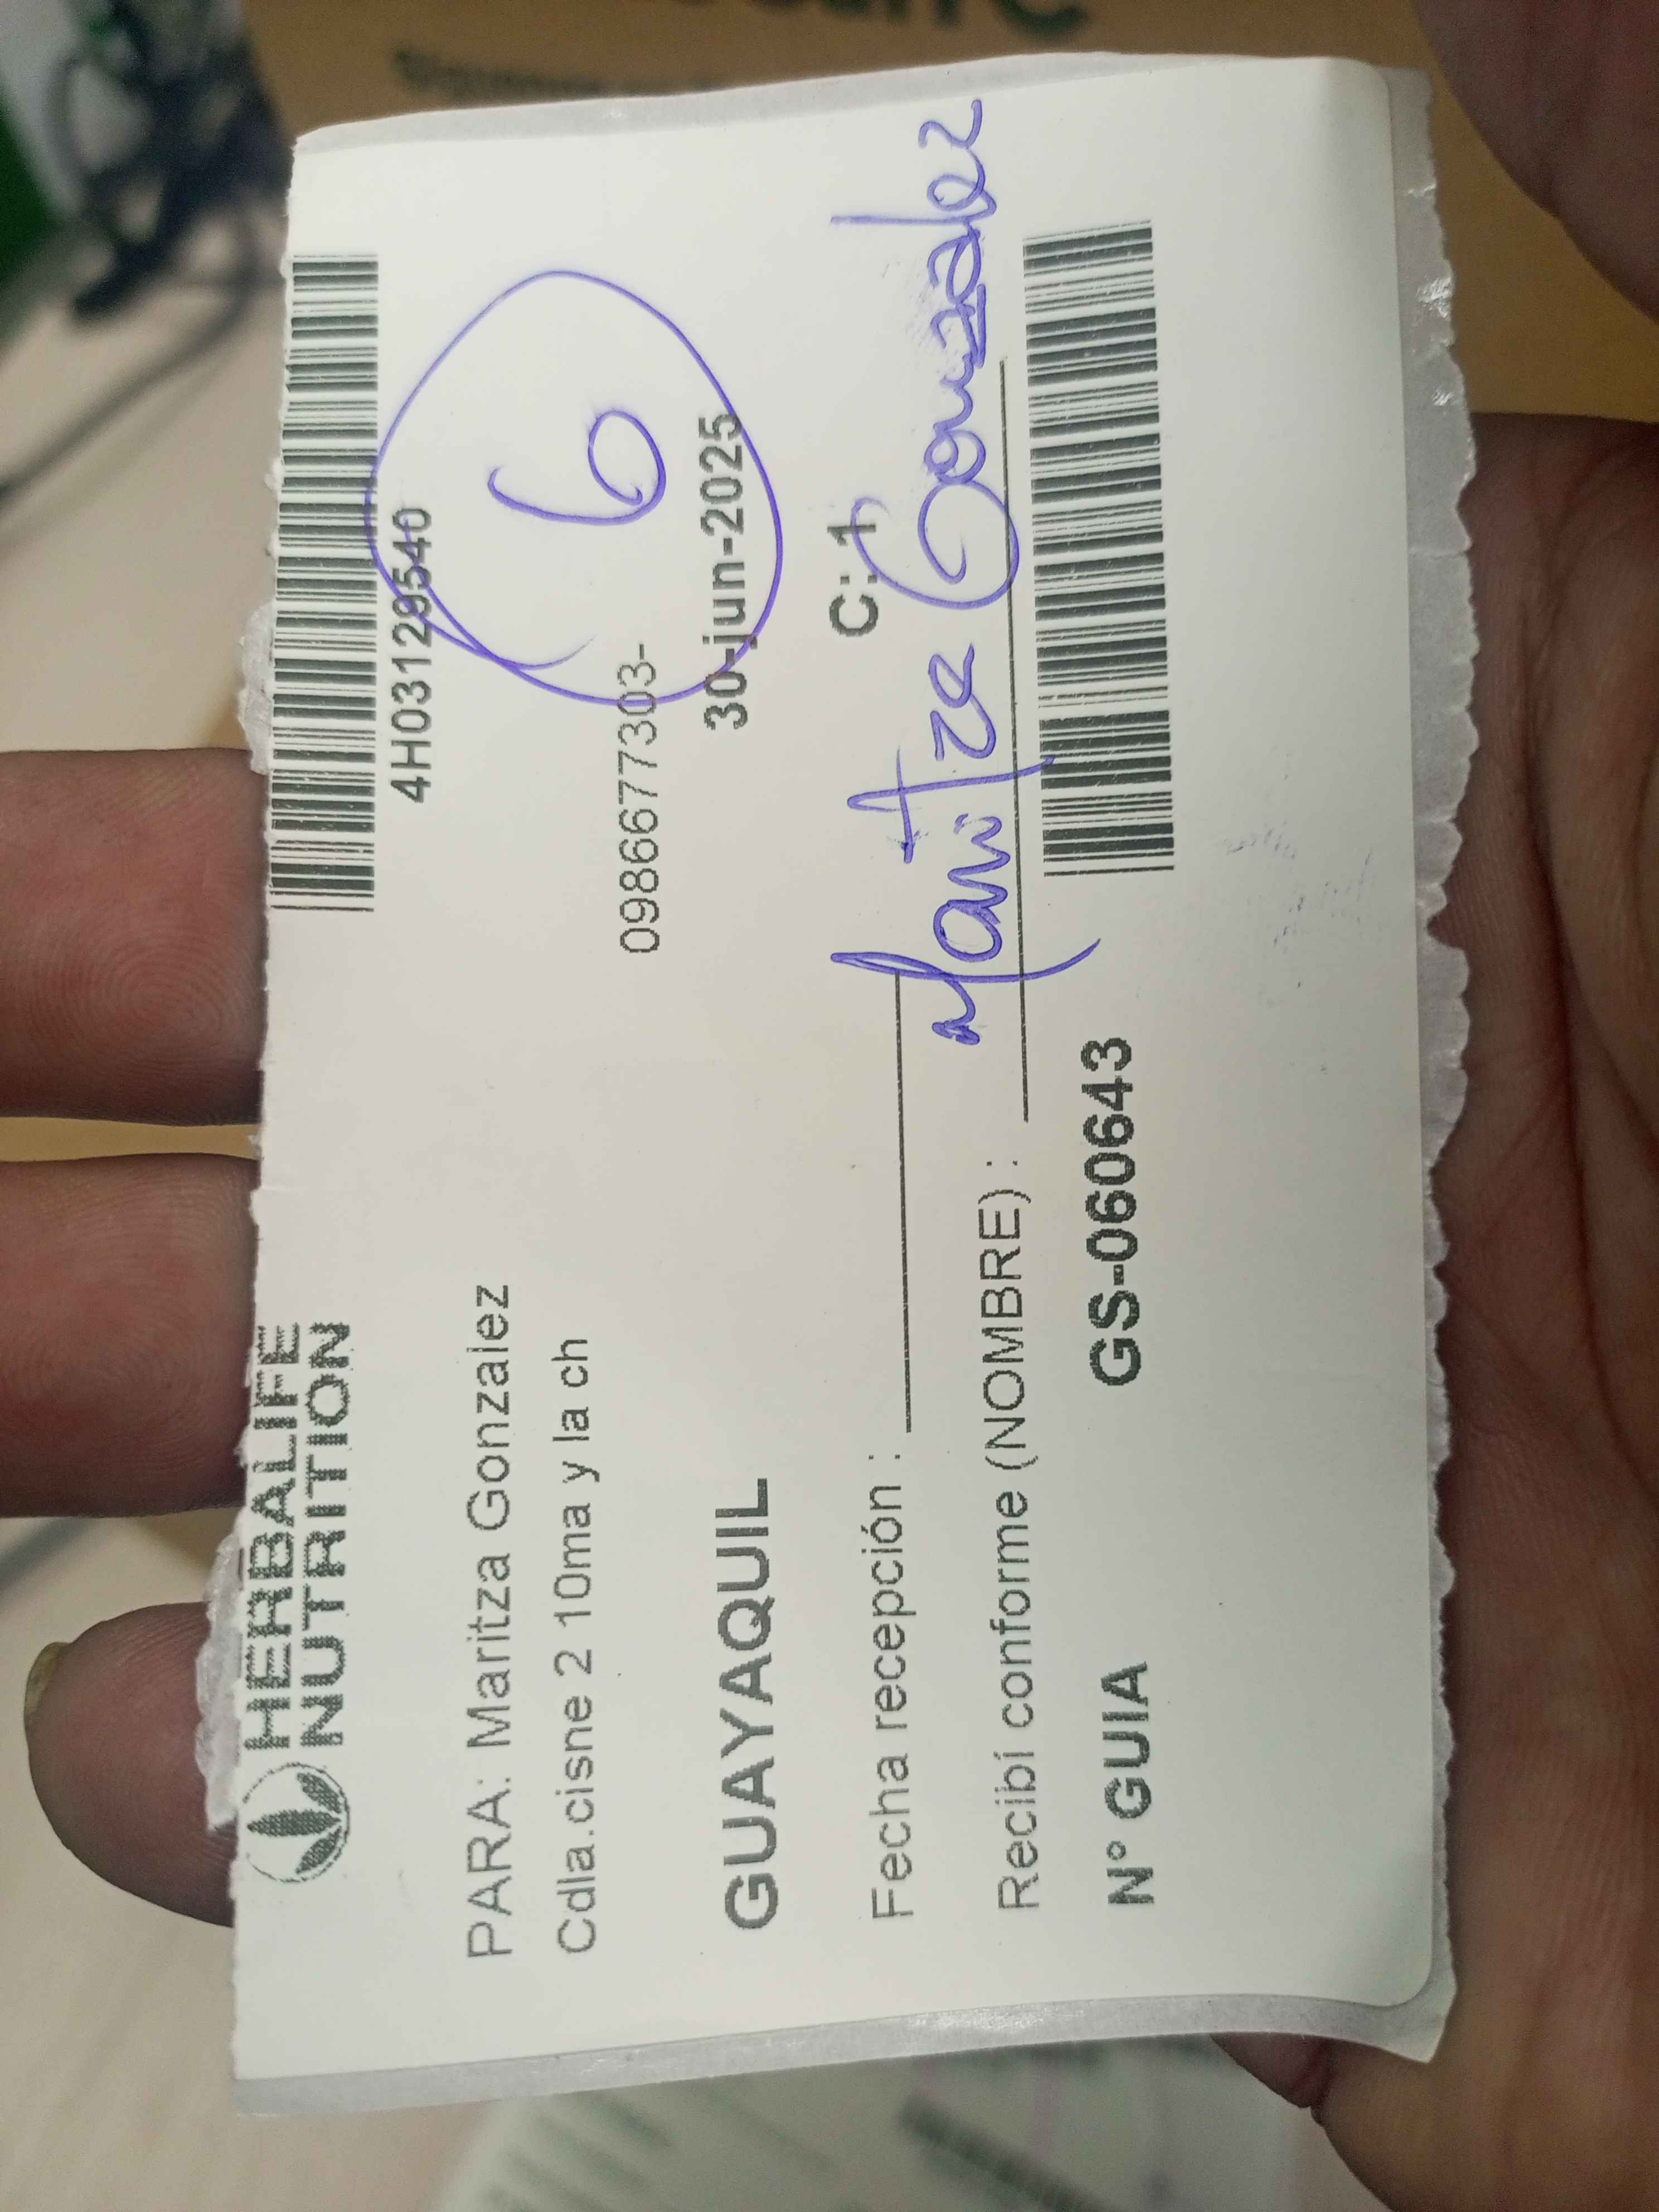 HERBALIFE
NUTRITION
4H03129540
PARA: Maritza Gonzalez
Cdla.cisne 2 10ma y la ch
6
0986677303-
GUAYAQUIL
30-jun-2025
Fecha recepción :
C:1
Recibí conforme (NOMBRE) : Maritza Gonzalez
N° GUIA GS-060643